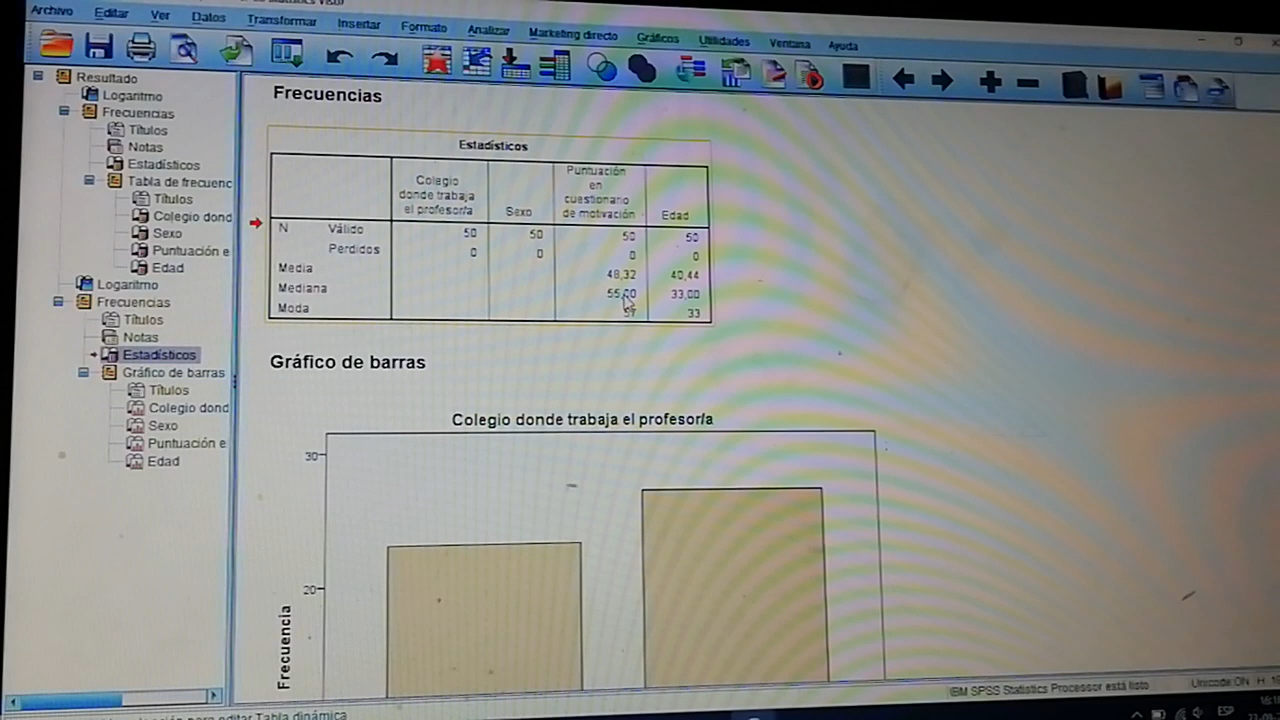 Archivo Editar Ver Datos Transformar Insertar Formato Analizar Marketing directo Gráficos Utilidades Ventana Ayuda
Resultado
Logaritmo
Frecuencias
Títulos
Notas
Estadísticos
Tabla de frecuenc
Títulos
Colegio dond
Sexo
Puntuación e
Edad
Logaritmo
Frecuencias
Títulos
Notas
Estadísticos
Gráfico de barras
Títulos
Colegio dond
Sexo
Puntuación e
Edad
Frecuencias
Estadísticos
Colegio donde trabaja el profesor/a
Sexo
Puntuación en cuestionario de motivación
Edad
N Válido 50 50 50 50
Perdidos 0 0 0 0
Media 48,32 40,44
Mediana 55,00 33,00
Moda 57 33
Gráfico de barras
Colegio donde trabaja el profesor/a
30
20
Frecuencia
IBM SPSS Statistics Processor está listo
Unicode:ON
para editar Tabla dinámica
ESP